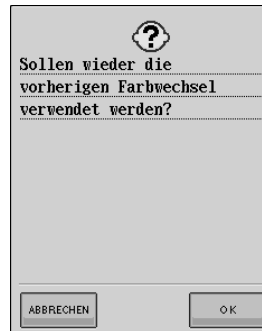 Sollen wieder die
vorherigen Farbwechsel
verwendet werden?
ABBRECHEN
OK